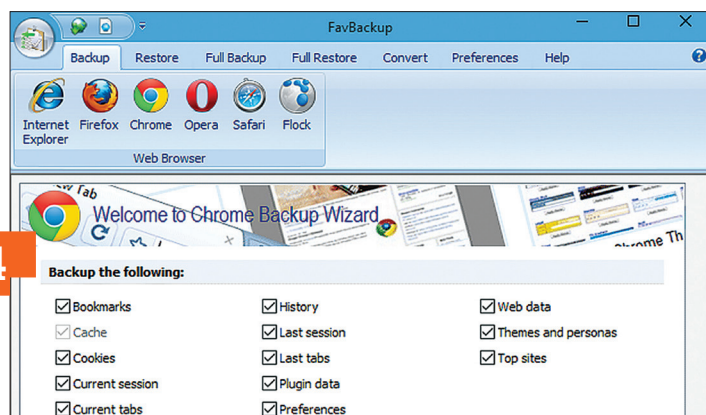 FavBackup
Backup Restore Full Backup Full Restore Convert Preferences Help
Internet Explorer Firefox Chrome Opera Safari Flock
Web Browser
Tab
Welcome to Chrome Backup Wizard
4
Backup the following:
Bookmarks History Web data
Cache Last session Themes and personas
Cookies Last tabs Top sites
Current session Plugin data
Current tabs Preferences